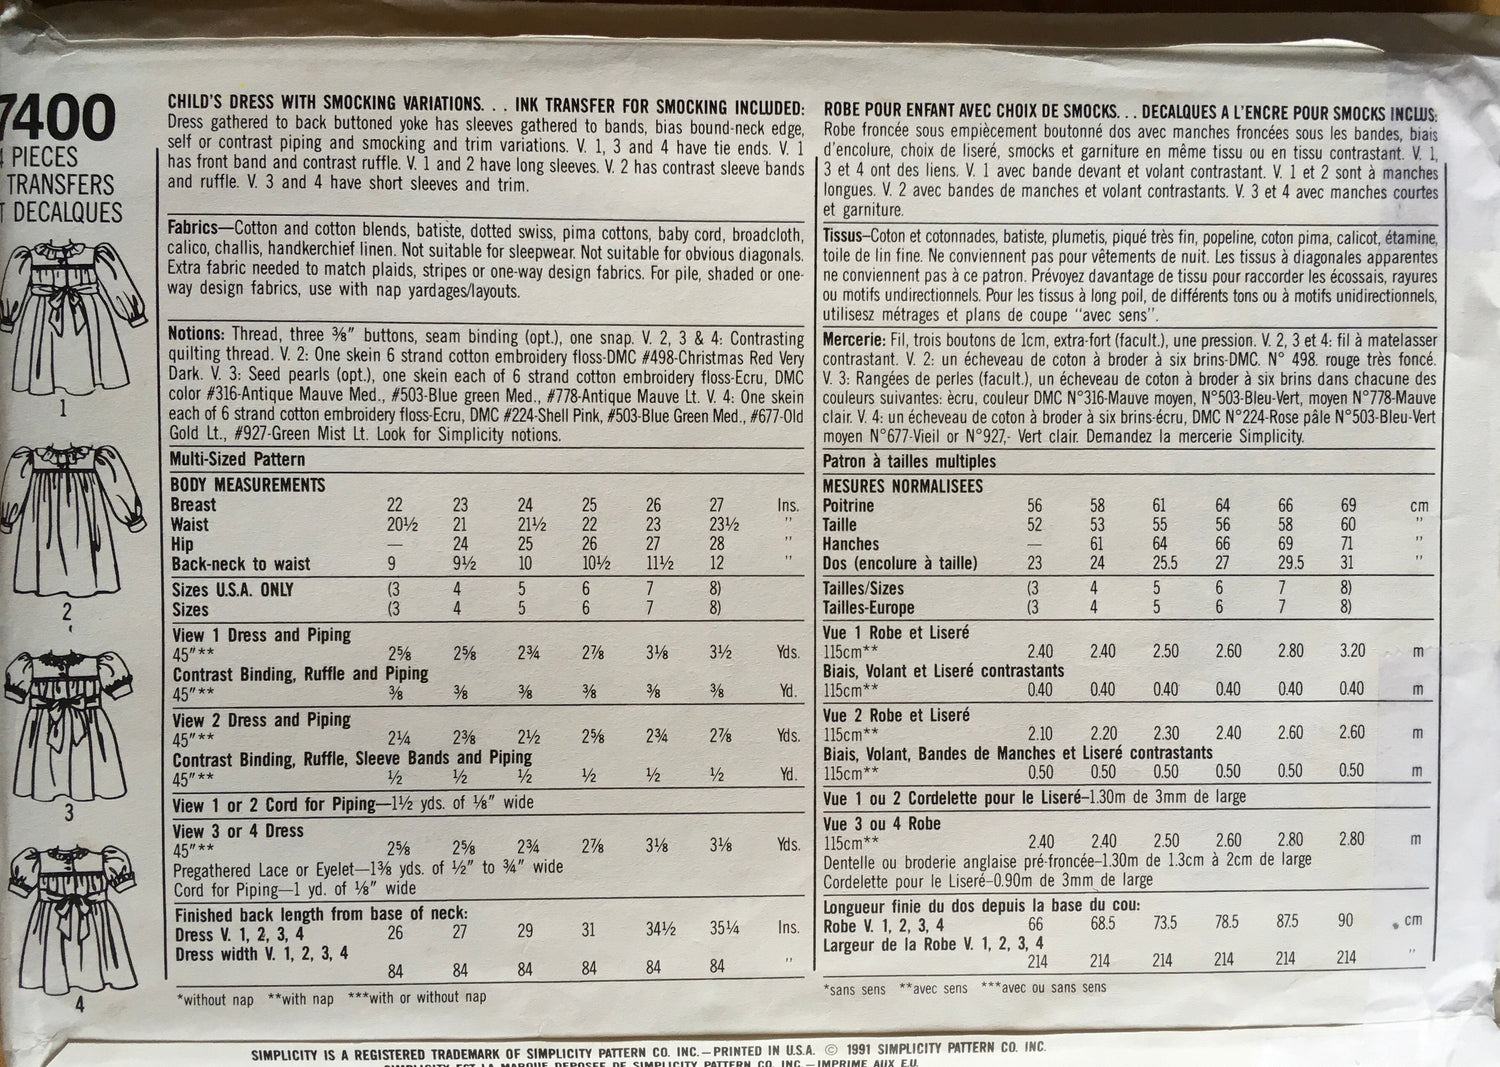 7400
PIECES
TRANSFERS
DECALQUES
1
2
3
4
CHILD'S DRESS WITH SMOCKING VARIATIONS. . . INK TRANSFER FOR SMOCKING INCLUDED:
Dress gathered to back buttoned yoke has sleeves gathered to bands, bias bound-neck edge,
self or contrast piping and smocking and trim variations. V. 1, 3 and 4 have tie ends. V. 1
has front band and contrast ruffle. V. 1 and 2 have long sleeves. V. 2 has contrast sleeve bands
and ruffle. V. 3 and 4 have short sleeves and trim.
Fabrics—Cotton and cotton blends, batiste, dotted swiss, pima cottons, baby cord, broadcloth,
calico, challis, handkerchief linen. Not suitable for sleepwear. Not suitable for obvious diagonals.
Extra fabric needed to match plaids, stripes or one-way design fabrics. For pile, shaded or one-
way design fabrics, use with nap yardages/layouts.
Notions: Thread, three ⅜″ buttons, seam binding (opt.), one snap. V. 2, 3 & 4: Contrasting
quilting thread. V. 2: One skein 6 strand cotton embroidery floss-DMC #498-Christmas Red Very
Dark. V. 3: Seed pearls (opt.), one skein each of 6 strand cotton embroidery floss-Ecru, DMC
color #316-Antique Mauve Med., #503-Blue green Med., #778-Antique Mauve Lt. V. 4: One skein
each of 6 strand cotton embroidery floss-Ecru, DMC #224-Shell Pink, #503-Blue Green Med., #677-Old
Gold Lt., #927-Green Mist Lt. Look for Simplicity notions.
Multi-Sized Pattern
BODY MEASUREMENTS
Breast 22 23 24 25 26 27 Ins.
Waist 20½ 21 21½ 22 23 23½ ″
Hip — 24 25 26 27 28 ″
Back-neck to waist 9 9½ 10 10½ 11½ 12 ″
Sizes U.S.A. ONLY (3 4 5 6 7 8)
Sizes (3 4 5 6 7 8)
View 1 Dress and Piping
45″** 2⅝ 2⅝ 2¾ 2⅞ 3⅛ 3½ Yds.
Contrast Binding, Ruffle and Piping
45″** ⅜ ⅜ ⅜ ⅜ ⅜ ⅜ Yd.
View 2 Dress and Piping
45″** 2¼ 2⅜ 2½ 2⅝ 2¾ 2⅞ Yds.
Contrast Binding, Ruffle, Sleeve Bands and Piping
45″** ½ ½ ½ ½ ½ ½ Yd.
View 1 or 2 Cord for Piping—1½ yds. of ⅛″ wide
View 3 or 4 Dress
45″** 2⅝ 2⅝ 2¾ 2⅞ 3⅛ 3⅛ Yds.
Pregathered Lace or Eyelet—1⅜ yds. of ½″ to ¾″ wide
Cord for Piping—1 yd. of ⅛″ wide
Finished back length from base of neck:
Dress V. 1, 2, 3, 4 26 27 29 31 34½ 35¼ Ins.
Dress width V. 1, 2, 3, 4
84 84 84 84 84 84 ″
*without nap **with nap ***with or without nap
ROBE POUR ENFANT AVEC CHOIX DE SMOCKS. . . DECALQUES A L'ENCRE POUR SMOCKS INCLUS:
Robe froncée sous empiècement boutonné dos avec manches froncées sous les bandes, biais
d'encolure, choix de liseré, smocks et garniture en même tissu ou en tissu contrastant. V. 1,
3 et 4 ont des liens. V. 1 avec bande devant et volant contrastant. V. 1 et 2 sont à manches
longues. V. 2 avec bandes de manches et volant contrastants. V. 3 et 4 avec manches courtes
et garniture.
Tissus—Coton et cotonnades, batiste, plumetis, piqué très fin, popeline, coton pima, calicot, étamine,
toile de lin fine. Ne conviennent pas pour vêtements de nuit. Les tissus à diagonales apparentes
ne conviennent pas à ce patron. Prévoyez davantage de tissu pour raccorder les écossais, rayures
ou motifs undirectionnels. Pour les tissus à long poil, de différents tons ou à motifs unidirectionnels,
utilisesz métrages et plans de coupe "avec sens".
Mercerie: Fil, trois boutons de 1cm, extra-fort (facult.), une pression. V. 2, 3 et 4: fil à matelasser
contrastant. V. 2: un écheveau de coton à broder à six brins-DMC. N° 498. rouge très foncé.
V. 3: Rangées de perles (facult.), un écheveau de coton à broder à six brins dans chacune des
couleurs suivantes: ècru, couleur DMC N°316-Mauve moyen, N°503-Bleu-Vert, moyen N°778-Mauve
clair. V. 4: un écheveau de coton à broder à six brins-écru, DMC N°224-Rose pâle N°503-Bleu-Vert
moyen N°677-Vieil or N°927,- Vert clair. Demandez la mercerie Simplicity.
Patron à tailles multiples
MESURES NORMALISEES
Poitrine 56 58 61 64 66 69 cm
Taille 52 53 55 56 58 60 ″
Hanches — 61 64 66 69 71 ″
Dos (encolure à taille) 23 24 25.5 27 29.5 31 ″
Tailles/Sizes (3 4 5 6 7 8)
Tailles-Europe (3 4 5 6 7 8)
Vue 1 Robe et Liseré
115cm** 2.40 2.40 2.50 2.60 2.80 3.20 m
Biais, Volant et Liseré contrastants
115cm** 0.40 0.40 0.40 0.40 0.40 0.40 m
Vue 2 Robe et Liseré
115cm** 2.10 2.20 2.30 2.40 2.60 2.60 m
Biais, Volant, Bandes de Manches et Liseré contrastants
115cm** 0.50 0.50 0.50 0.50 0.50 0.50 m
Vue 1 ou 2 Cordelette pour le Liseré–1.30m de 3mm de large
Vue 3 ou 4 Robe
115cm** 2.40 2.40 2.50 2.60 2.80 2.80 m
Dentelle ou broderie anglaise pré-froncée–1.30m de 1.3cm à 2cm de large
Cordelette pour le Liseré–0.90m de 3mm de large
Longueur finie du dos depuis la base du cou:
Robe V. 1, 2, 3, 4 66 68.5 73.5 78.5 87.5 90 cm
Largeur de la Robe V. 1, 2, 3, 4
214 214 214 214 214 214 ″
*sans sens **avec sens ***avec ou sans sens
SIMPLICITY IS A REGISTERED TRADEMARK OF SIMPLICITY PATTERN CO. INC.—PRINTED IN U.S.A. © 1991 SIMPLICITY PATTERN CO. INC.
SIMPLICITY EST LA MARQUE DEPOSEE DE SIMPLICITY PATTERN CO. INC.—IMPRIME AUX E.U.